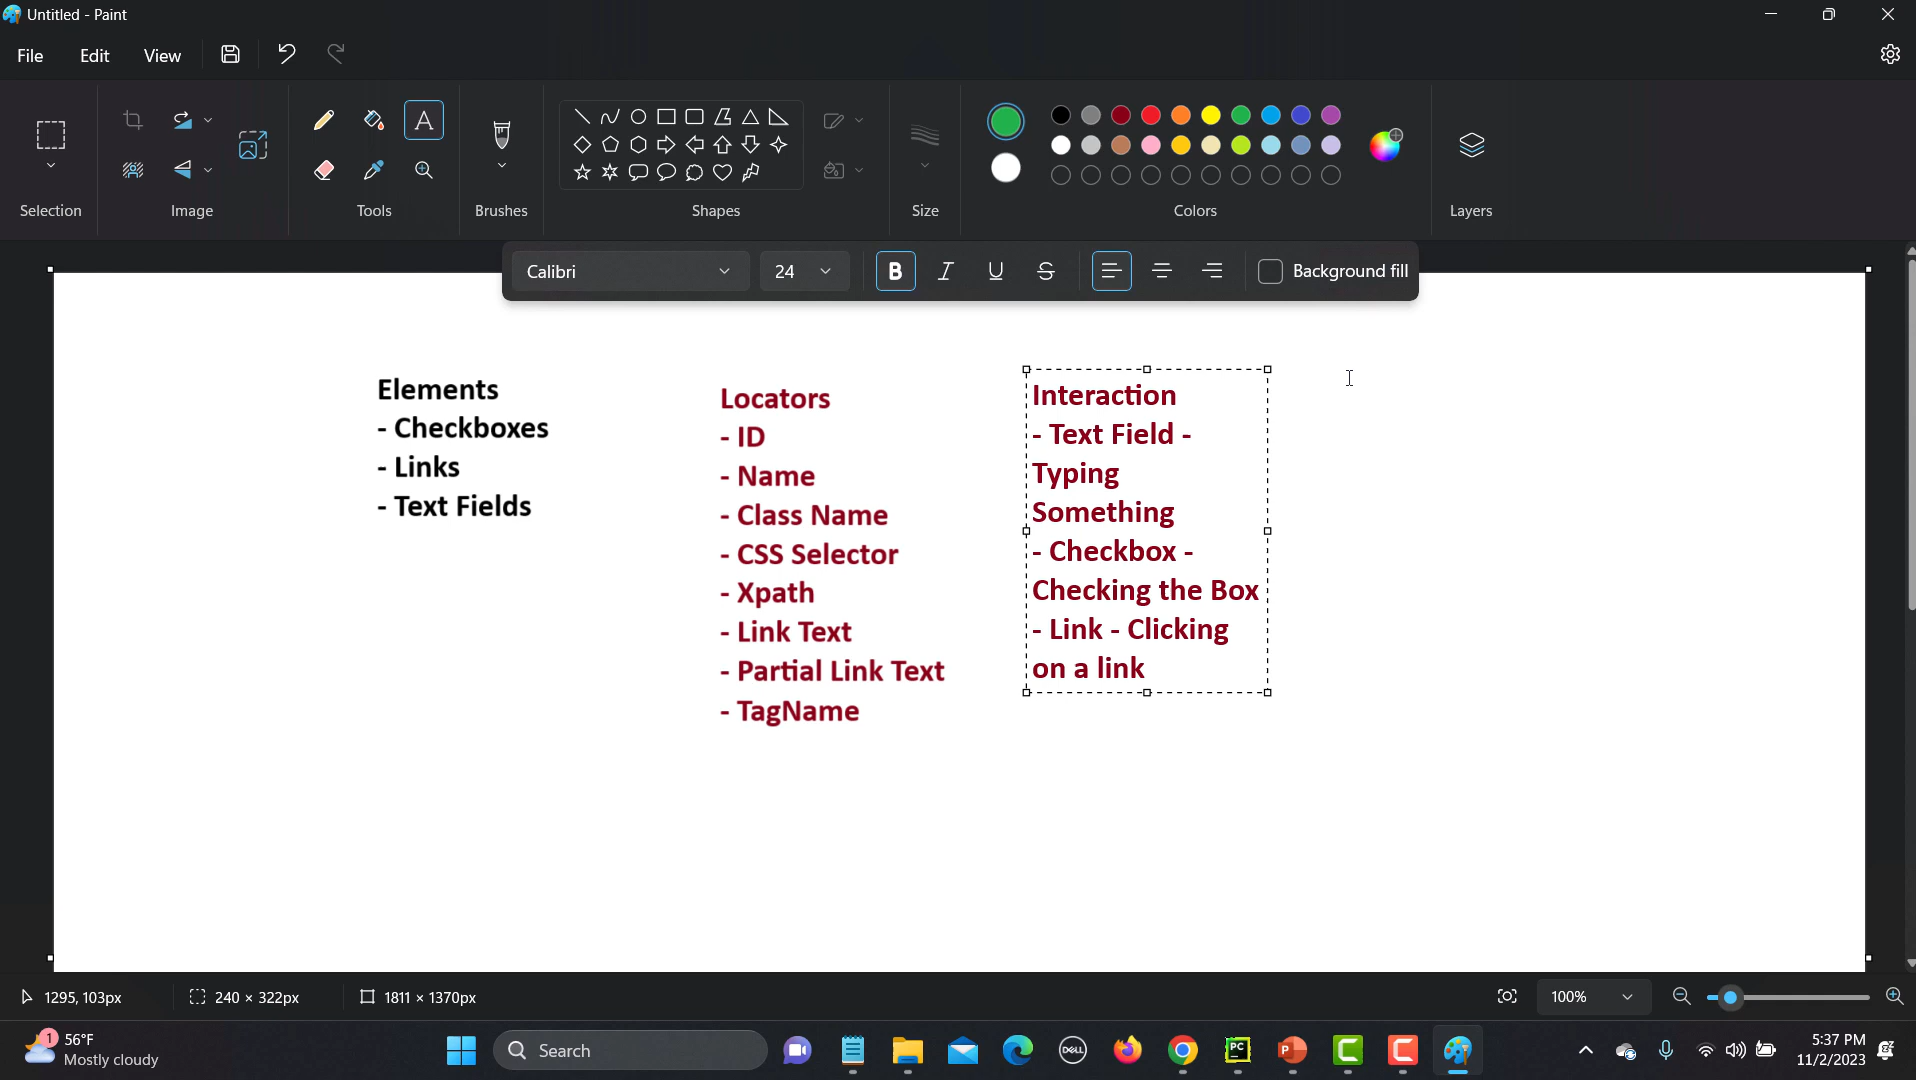 Untitled - Paint
File Edit View
Selection Image Tools Brushes Shapes Size Colors Layers
Calibri 24 B I U S Background fill
Elements
- Checkboxes
- Links
- Text Fields
Locators
- ID
- Name
- Class Name
- CSS Selector
- Xpath
- Link Text
- Partial Link Text
- TagName
Interaction
- Text Field -
Typing
Something
- Checkbox -
Checking the Box
- Link - Clicking
on a link
1295, 103px 240 × 322px 1811 × 1370px 100%
1 56°F
Mostly cloudy
Search
DELL
PC
P
C
C
5:37 PM
11/2/2023